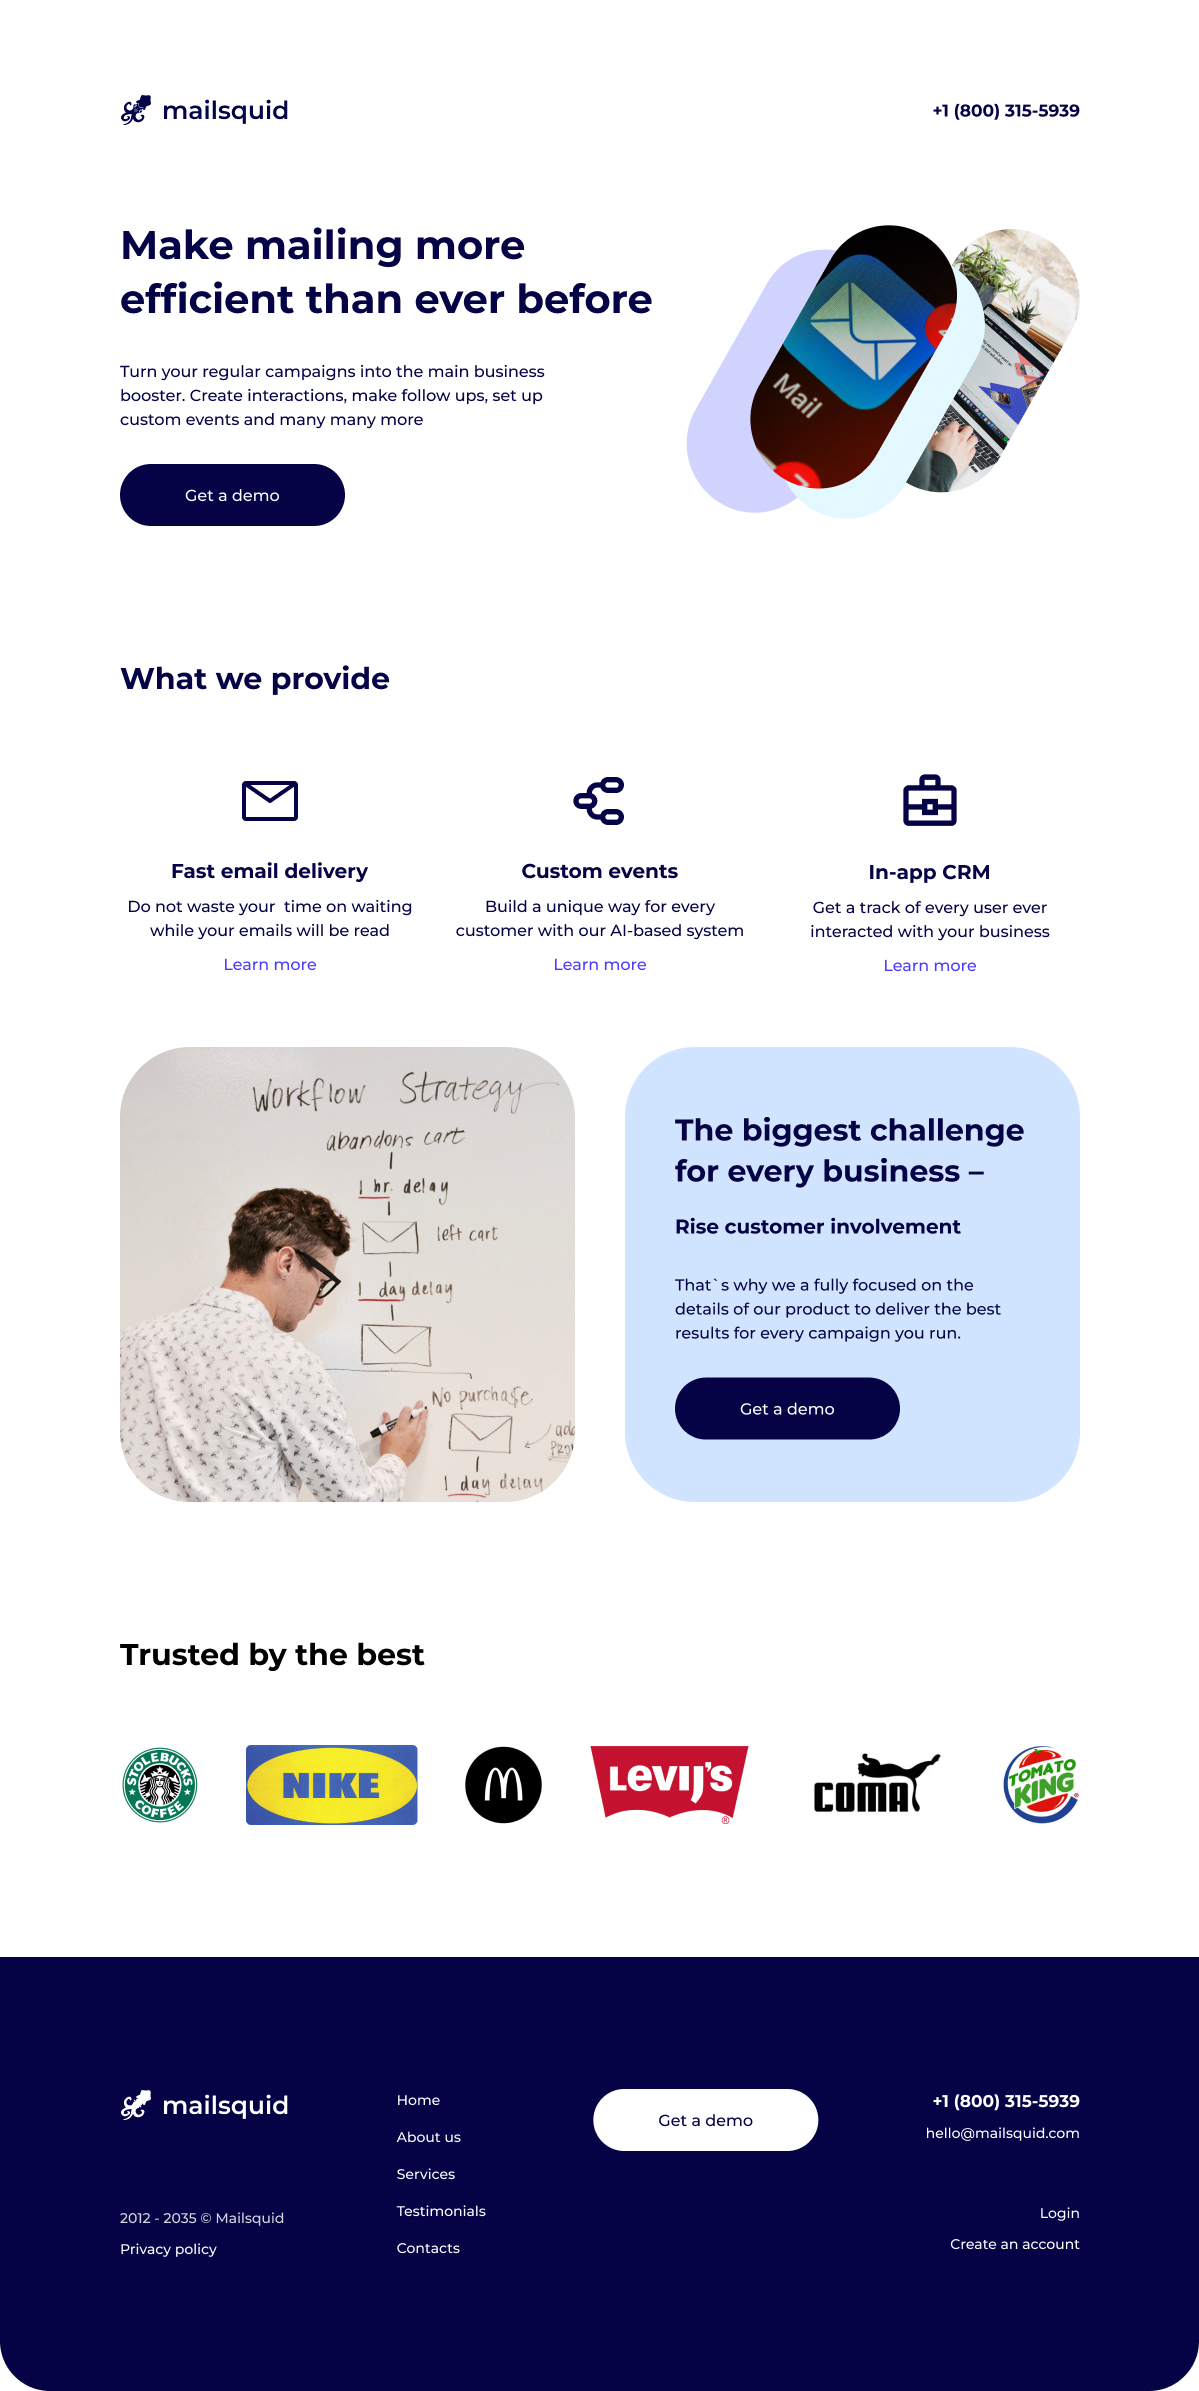 mailsquid
+1 (800) 315-5939
Make mailing more
efficient than ever before
Turn your regular campaigns into the main business
booster. Create interactions, make follow ups, set up
custom events and many many more
Get a demo
Mail
What we provide
Fast email delivery
Do not waste your  time on waiting
while your emails will be read
Learn more
Custom events
Build a unique way for every
customer with our AI-based system
Learn more
In-app CRM
Get a track of every user ever
interacted with your business
Learn more
Workflow Strategy
abandons cart
1 hr. delay
left cart
1 day delay
No purchase
1 day delay
The biggest challenge
for every business –
Rise customer involvement
That`s why we a fully focused on the
details of our product to deliver the best
results for every campaign you run.
Get a demo
Trusted by the best
STOLEBUCKS
COFFEE
NIKE
LEVIJ'S
®
COMA
TOMATO
KING
®
mailsquid
2012 - 2035 © Mailsquid
Privacy policy
Home
About us
Services
Testimonials
Contacts
Get a demo
+1 (800) 315-5939
hello@mailsquid.com
Login
Create an account